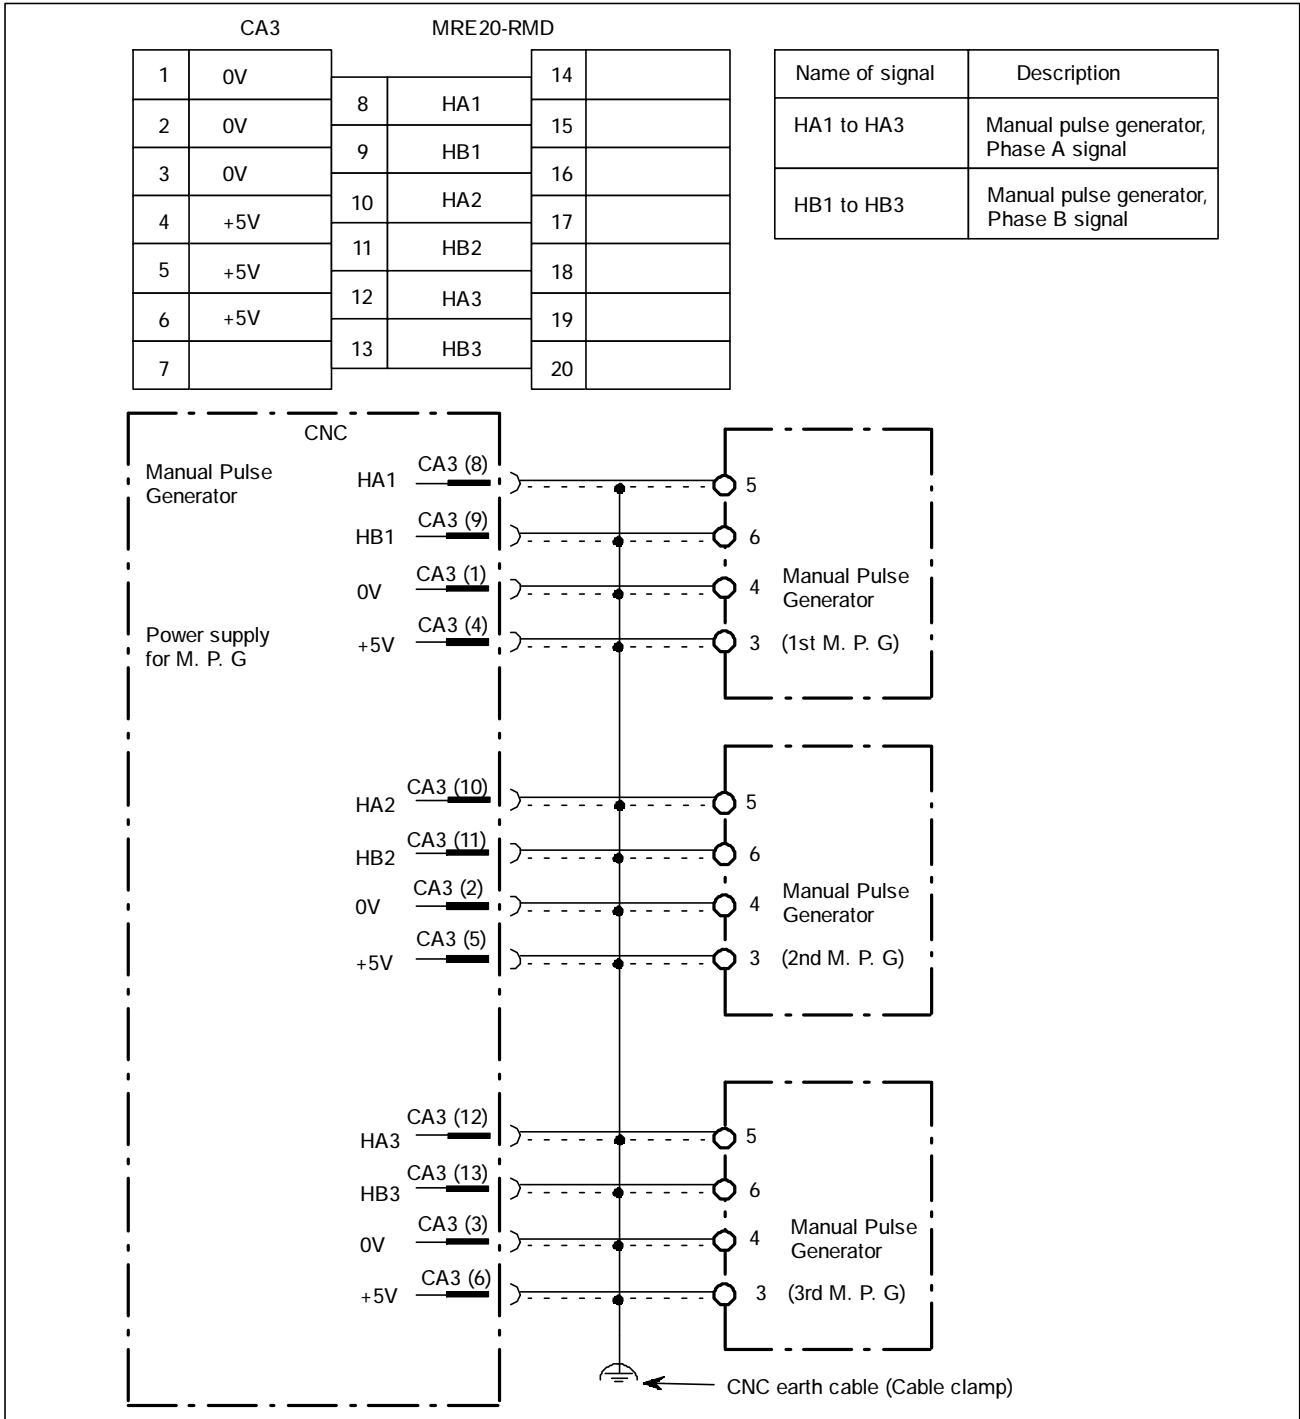 CA3 MRE20-RMD
1 0V 14
8 HA1
2 0V 15
9 HB1
3 0V 16
10 HA2
4 +5V 17
11 HB2
5 +5V 18
12 HA3
6 +5V 19
13 HB3
7 20
Name of signal Description
HA1 to HA3 Manual pulse generator,
Phase A signal
HB1 to HB3 Manual pulse generator,
Phase B signal
CNC
Manual Pulse
Generator
HA1 CA3 (8) 5
HB1 CA3 (9) 6
0V CA3 (1) 4
Manual Pulse
Generator
Power supply
for M. P. G
+5V CA3 (4) 3 (1st M. P. G)
HA2 CA3 (10) 5
HB2 CA3 (11) 6
0V CA3 (2) 4
Manual Pulse
Generator
+5V CA3 (5) 3 (2nd M. P. G)
HA3 CA3 (12) 5
HB3 CA3 (13) 6
0V CA3 (3) 4
Manual Pulse
Generator
+5V CA3 (6) 3 (3rd M. P. G)
CNC earth cable (Cable clamp)